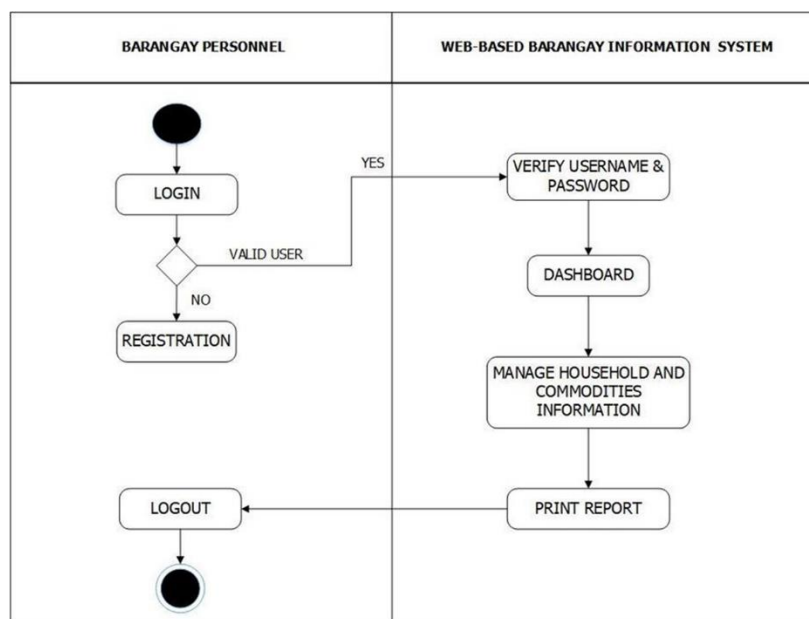 BARANGAY PERSONNEL
WEB-BASED BARANGAY INFORMATION SYSTEM
YES
VERIFY USERNAME &
PASSWORD
LOGIN
VALID USER
DASHBOARD
NO
REGISTRATION
MANAGE HOUSEHOLD AND
COMMODITIES
INFORMATION
LOGOUT
PRINT REPORT